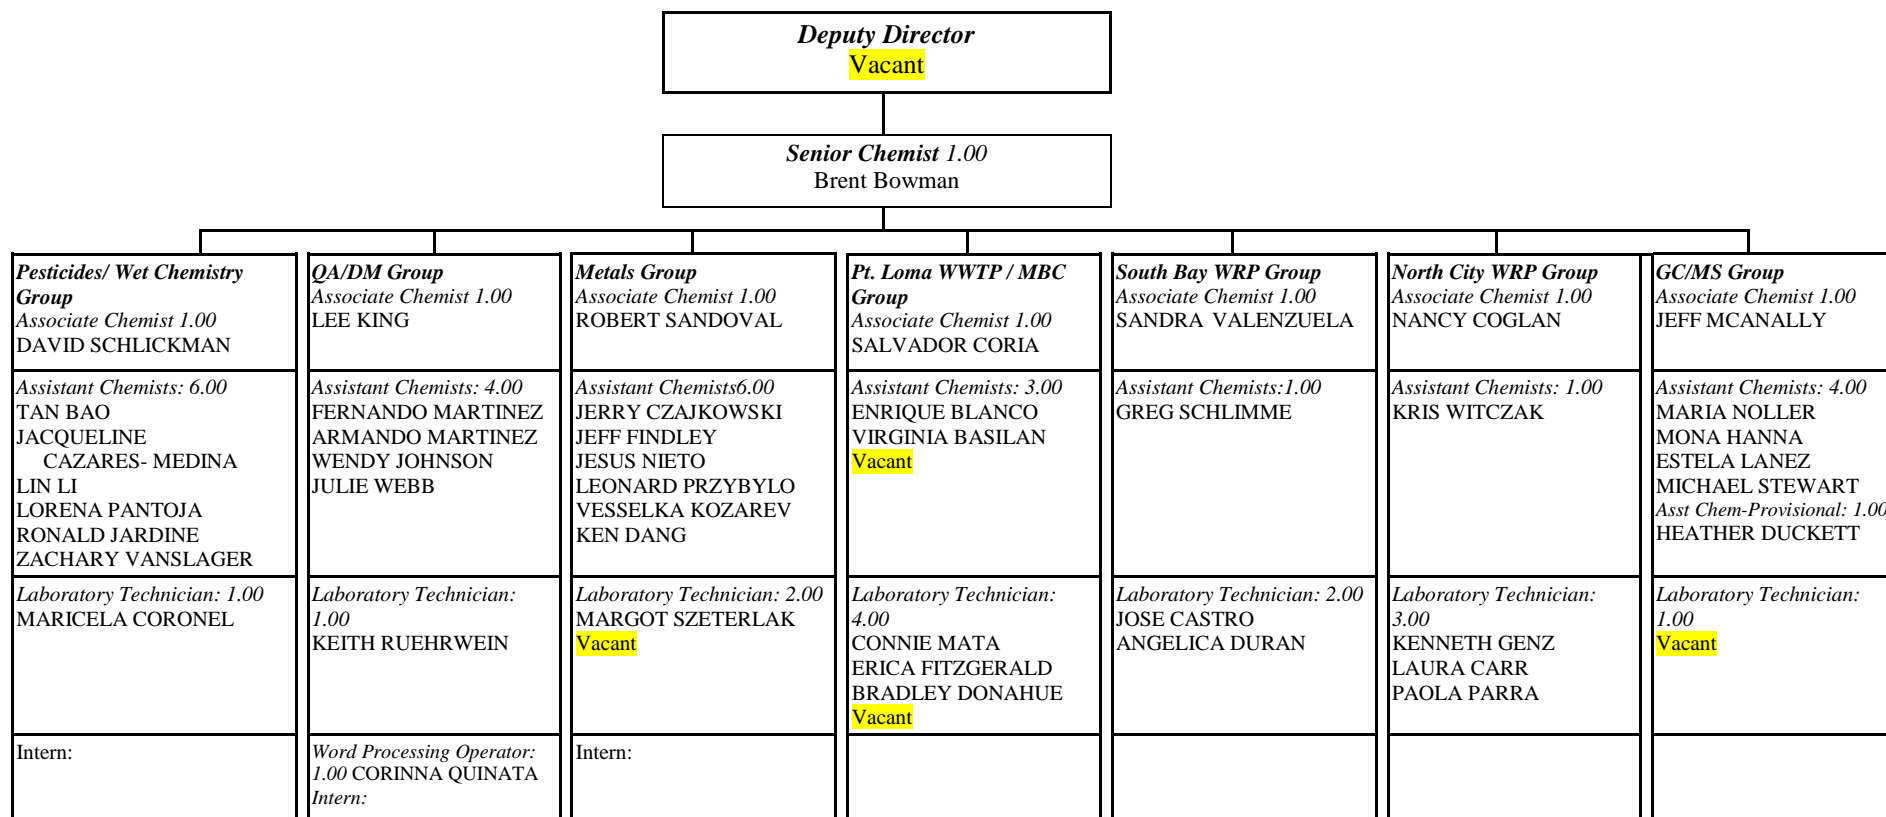 Deputy Director
Vacant
Senior Chemist 1.00
Brent Bowman
Pesticides/ Wet Chemistry
Group
Associate Chemist 1.00
DAVID SCHLICKMAN
Assistant Chemists: 6.00
TAN BAO
JACQUELINE
CAZARES- MEDINA
LIN LI
LORENA PANTOJA
RONALD JARDINE
ZACHARY VANSLAGER
Laboratory Technician: 1.00
MARICELA CORONEL
Intern:
QA/DM Group
Associate Chemist 1.00
LEE KING
Assistant Chemists: 4.00
FERNANDO MARTINEZ
ARMANDO MARTINEZ
WENDY JOHNSON
JULIE WEBB
Laboratory Technician:
1.00
KEITH RUEHRWEIN
Word Processing Operator:
1.00 CORINNA QUINATA
Intern:
Metals Group
Associate Chemist 1.00
ROBERT SANDOVAL
Assistant Chemists6.00
JERRY CZAJKOWSKI
JEFF FINDLEY
JESUS NIETO
LEONARD PRZYBYLO
VESSELKA KOZAREV
KEN DANG
Laboratory Technician: 2.00
MARGOT SZETERLAK
Vacant
Intern:
Pt. Loma WWTP / MBC
Group
Associate Chemist 1.00
SALVADOR CORIA
Assistant Chemists: 3.00
ENRIQUE BLANCO
VIRGINIA BASILAN
Vacant
Laboratory Technician:
4.00
CONNIE MATA
ERICA FITZGERALD
BRADLEY DONAHUE
Vacant
South Bay WRP Group
Associate Chemist 1.00
SANDRA VALENZUELA
Assistant Chemists:1.00
GREG SCHLIMME
Laboratory Technician: 2.00
JOSE CASTRO
ANGELICA DURAN
North City WRP Group
Associate Chemist 1.00
NANCY COGLAN
Assistant Chemists: 1.00
KRIS WITCZAK
Laboratory Technician:
3.00
KENNETH GENZ
LAURA CARR
PAOLA PARRA
GC/MS Group
Associate Chemist 1.00
JEFF MCANALLY
Assistant Chemists: 4.00
MARIA NOLLER
MONA HANNA
ESTELA LANEZ
MICHAEL STEWART
Asst Chem-Provisional: 1.00
HEATHER DUCKETT
Laboratory Technician:
1.00
Vacant